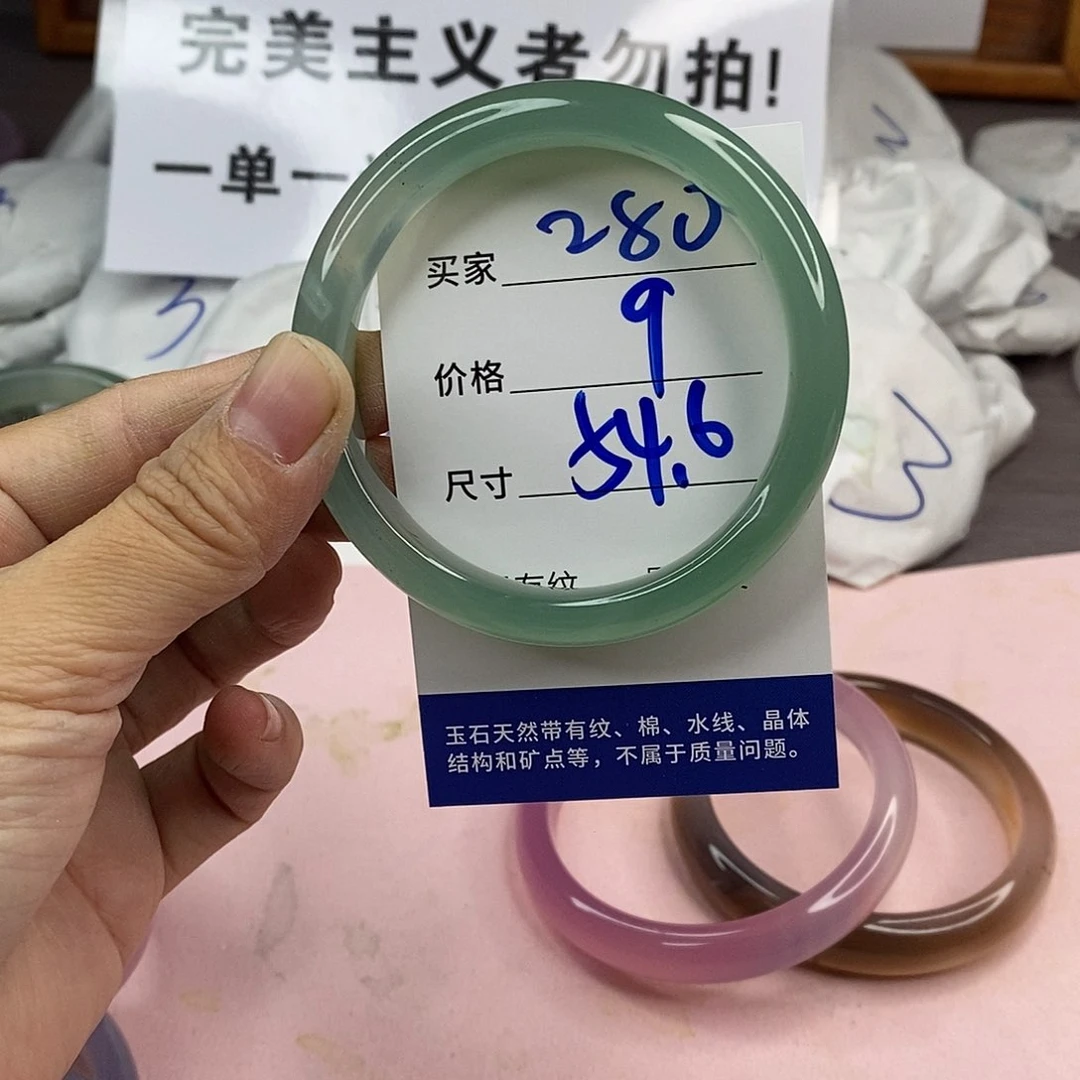 完美主义者勿拍!
一单一
买家 280
价格 9
尺寸 54.6
有纹
玉石天然带有纹、棉、水线、晶体
结构和矿点等，不属于质量问题。